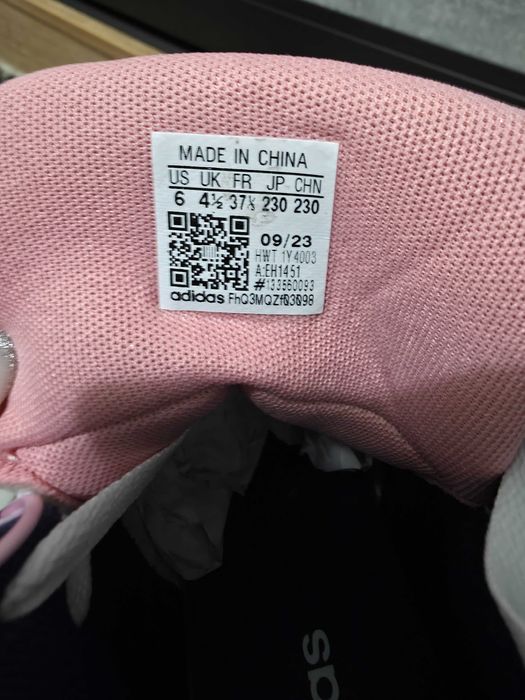 MADE IN CHINA
US UK FR JP CHN
6 4½ 37⅓ 230 230
09/23
HWT 1Y4003
A:EH1451
#133560093
adidas FhQ3MQZf03098